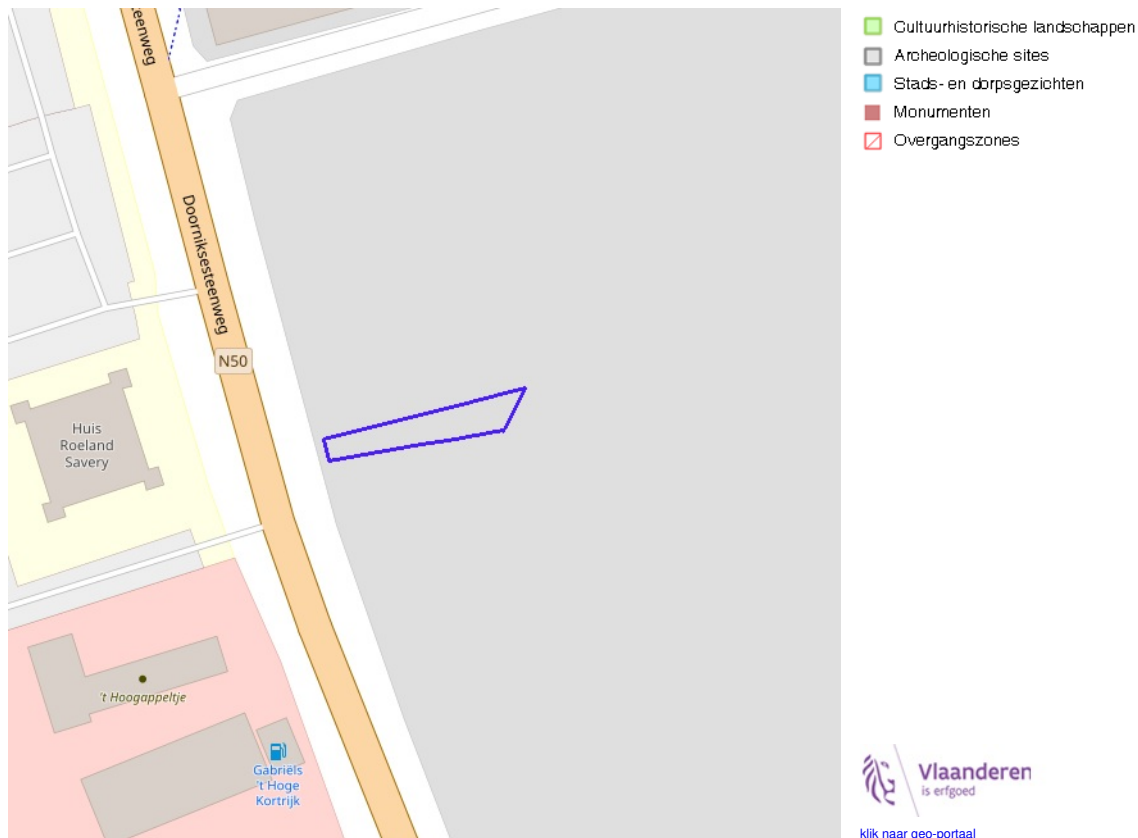 steenweg
Doorniksesteenweg
N50
Huis
Roeland
Savery
't Hoogappeltje
Gabriëls
't Hoge
Kortrijk
Cultuurhistorische landschappen
Archeologische sites
Stads- en dorpsgezichten
Monumenten
Overgangszones
Vlaanderen
is erfgoed
klik naar geo-portaal